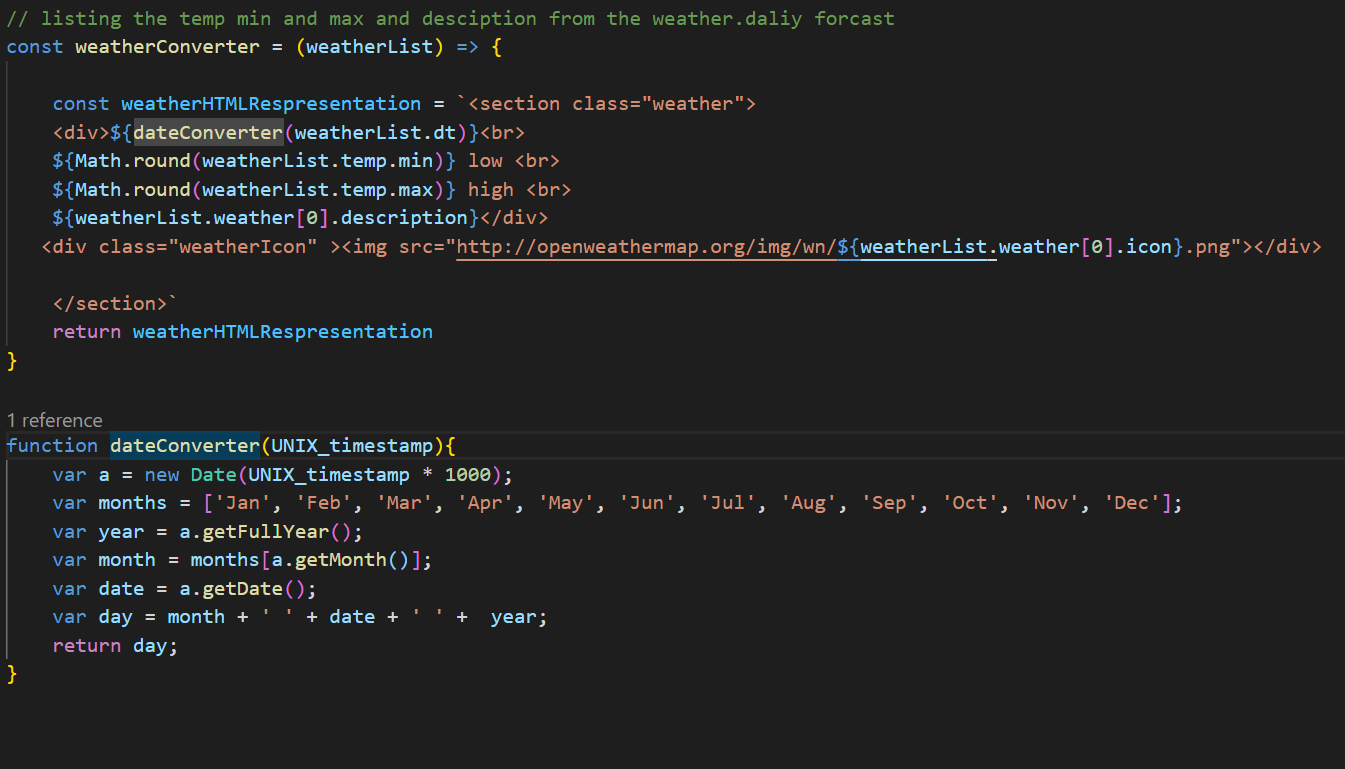 // listing the temp min and max and desciption from the weather.daliy forcast
const weatherConverter = (weatherList) => {
const weatherHTMLRespresentation = `<section class="weather">
<div>${dateConverter(weatherList.dt)}<br>
${Math.round(weatherList.temp.min)} low <br>
${Math.round(weatherList.temp.max)} high <br>
${weatherList.weather[0].description}</div>
<div class="weatherIcon" ><img src="http://openweathermap.org/img/wn/${weatherList.weather[0].icon}.png"></div>
</section>`
return weatherHTMLRespresentation
}
1 reference
function dateConverter(UNIX_timestamp){
var a = new Date(UNIX_timestamp * 1000);
var months = ['Jan', 'Feb', 'Mar', 'Apr', 'May', 'Jun', 'Jul', 'Aug', 'Sep', 'Oct', 'Nov', 'Dec'];
var year = a.getFullYear();
var month = months[a.getMonth()];
var date = a.getDate();
var day = month + ' ' + date + ' ' +  year;
return day;
}